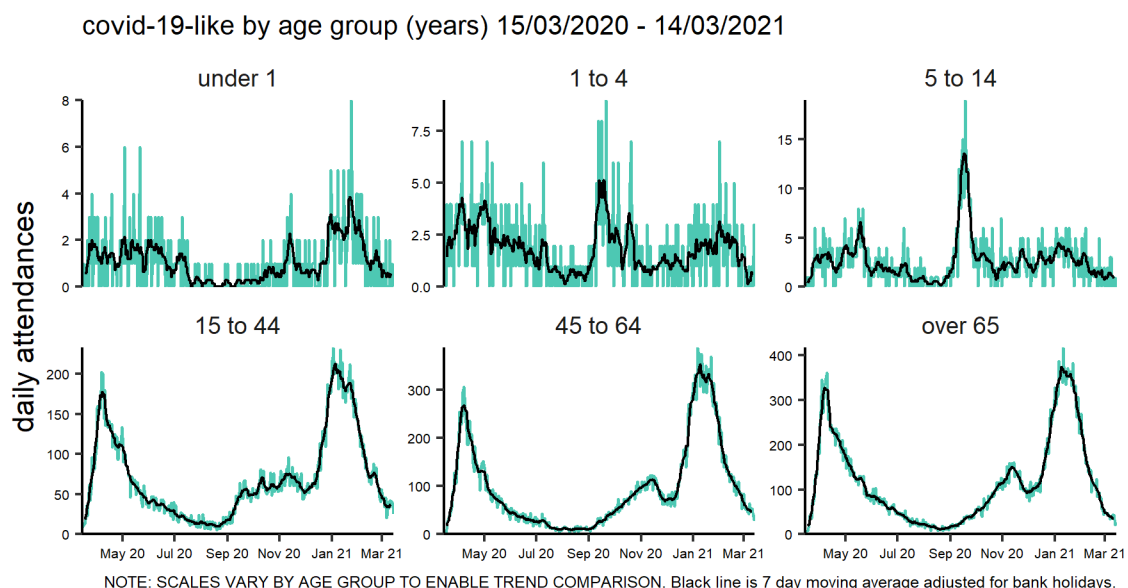 covid-19-like by age group (years) 15/03/2020 - 14/03/2021
under 1
1 to 4
5 to 14
8
6
4
2
0
7.5
5.0
2.5
0.0
15
10
5
0
daily attendances
15 to 44
45 to 64
over 65
200
150
100
50
0
300
200
100
0
400
300
200
100
0
May 20 Jul 20 Sep 20 Nov 20 Jan 21 Mar 21
May 20 Jul 20 Sep 20 Nov 20 Jan 21 Mar 21
May 20 Jul 20 Sep 20 Nov 20 Jan 21 Mar 21
NOTE: SCALES VARY BY AGE GROUP TO ENABLE TREND COMPARISON. Black line is 7 day moving average adjusted for bank holidays.